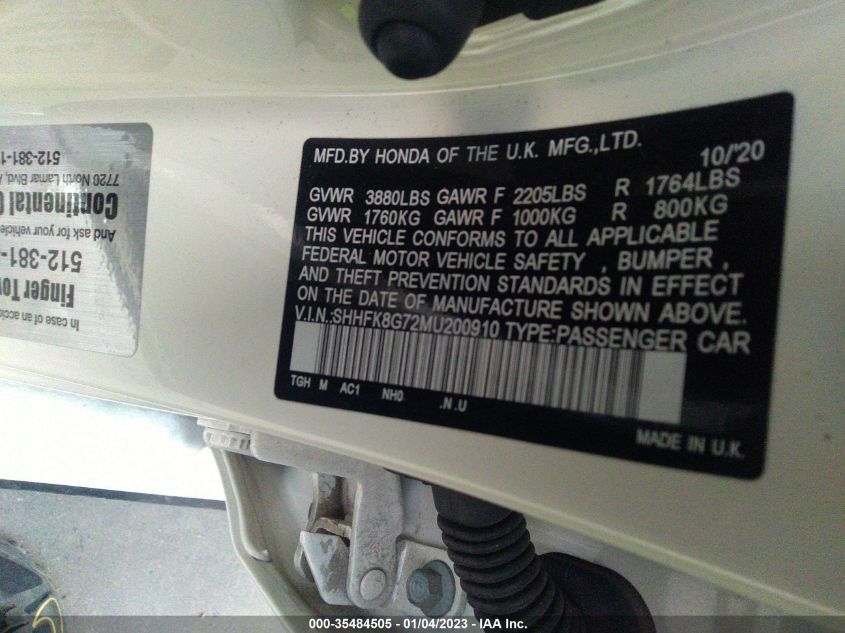 MFD.BY HONDA OF THE U.K. MFG.,LTD. 10/'20
GVWR 3880LBS GAWR F 2205LBS R 1764LBS
GVWR 1760KG GAWR F 1000KG R 800KG
THIS VEHICLE CONFORMS TO ALL APPLICABLE
FEDERAL MOTOR VEHICLE SAFETY , BUMPER ,
AND THEFT PREVENTION STANDARDS IN EFFECT
ON THE DATE OF MANUFACTURE SHOWN ABOVE.
V.I.N.:SHHFK8G72MU200910 TYPE:PASSENGER CAR
TGH M AC1 NH0 .N.U
MADE IN U.K.
In case of an
Finger
512-381-
And ask for your vehicle
Continental
7720 North Lamar Blvd,
512-381-1
000-35484505 - 01/04/2023 - IAA Inc.